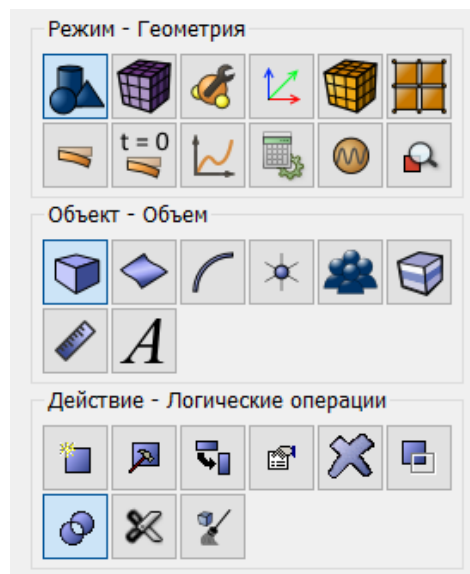 Режим - Геометрия
t = 0
Объект - Объем
A
Действие - Логические операции